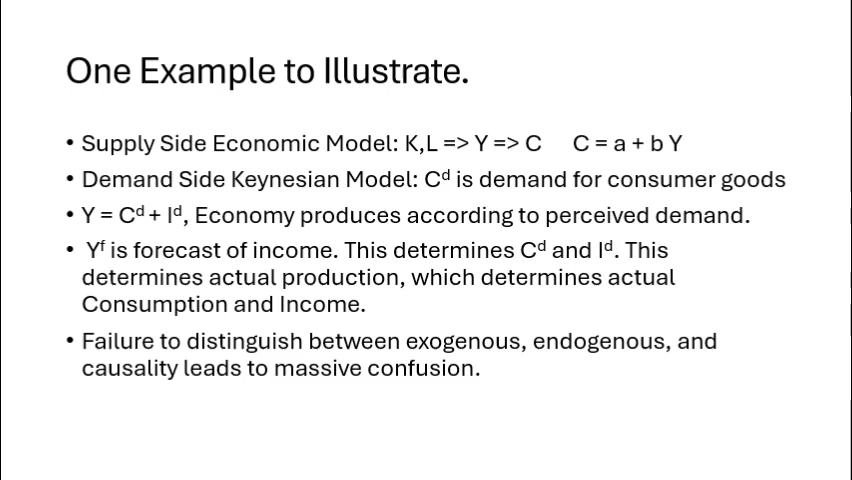 One Example to Illustrate.
• Supply Side Economic Model: K,L => Y => C C = a + b Y
• Demand Side Keynesian Model: Cᵈ is demand for consumer goods
• Y = Cᵈ + Iᵈ, Economy produces according to perceived demand.
• Yᶠ is forecast of income. This determines Cᵈ and Iᵈ. This
determines actual production, which determines actual
Consumption and Income.
• Failure to distinguish between exogenous, endogenous, and
causality leads to massive confusion.